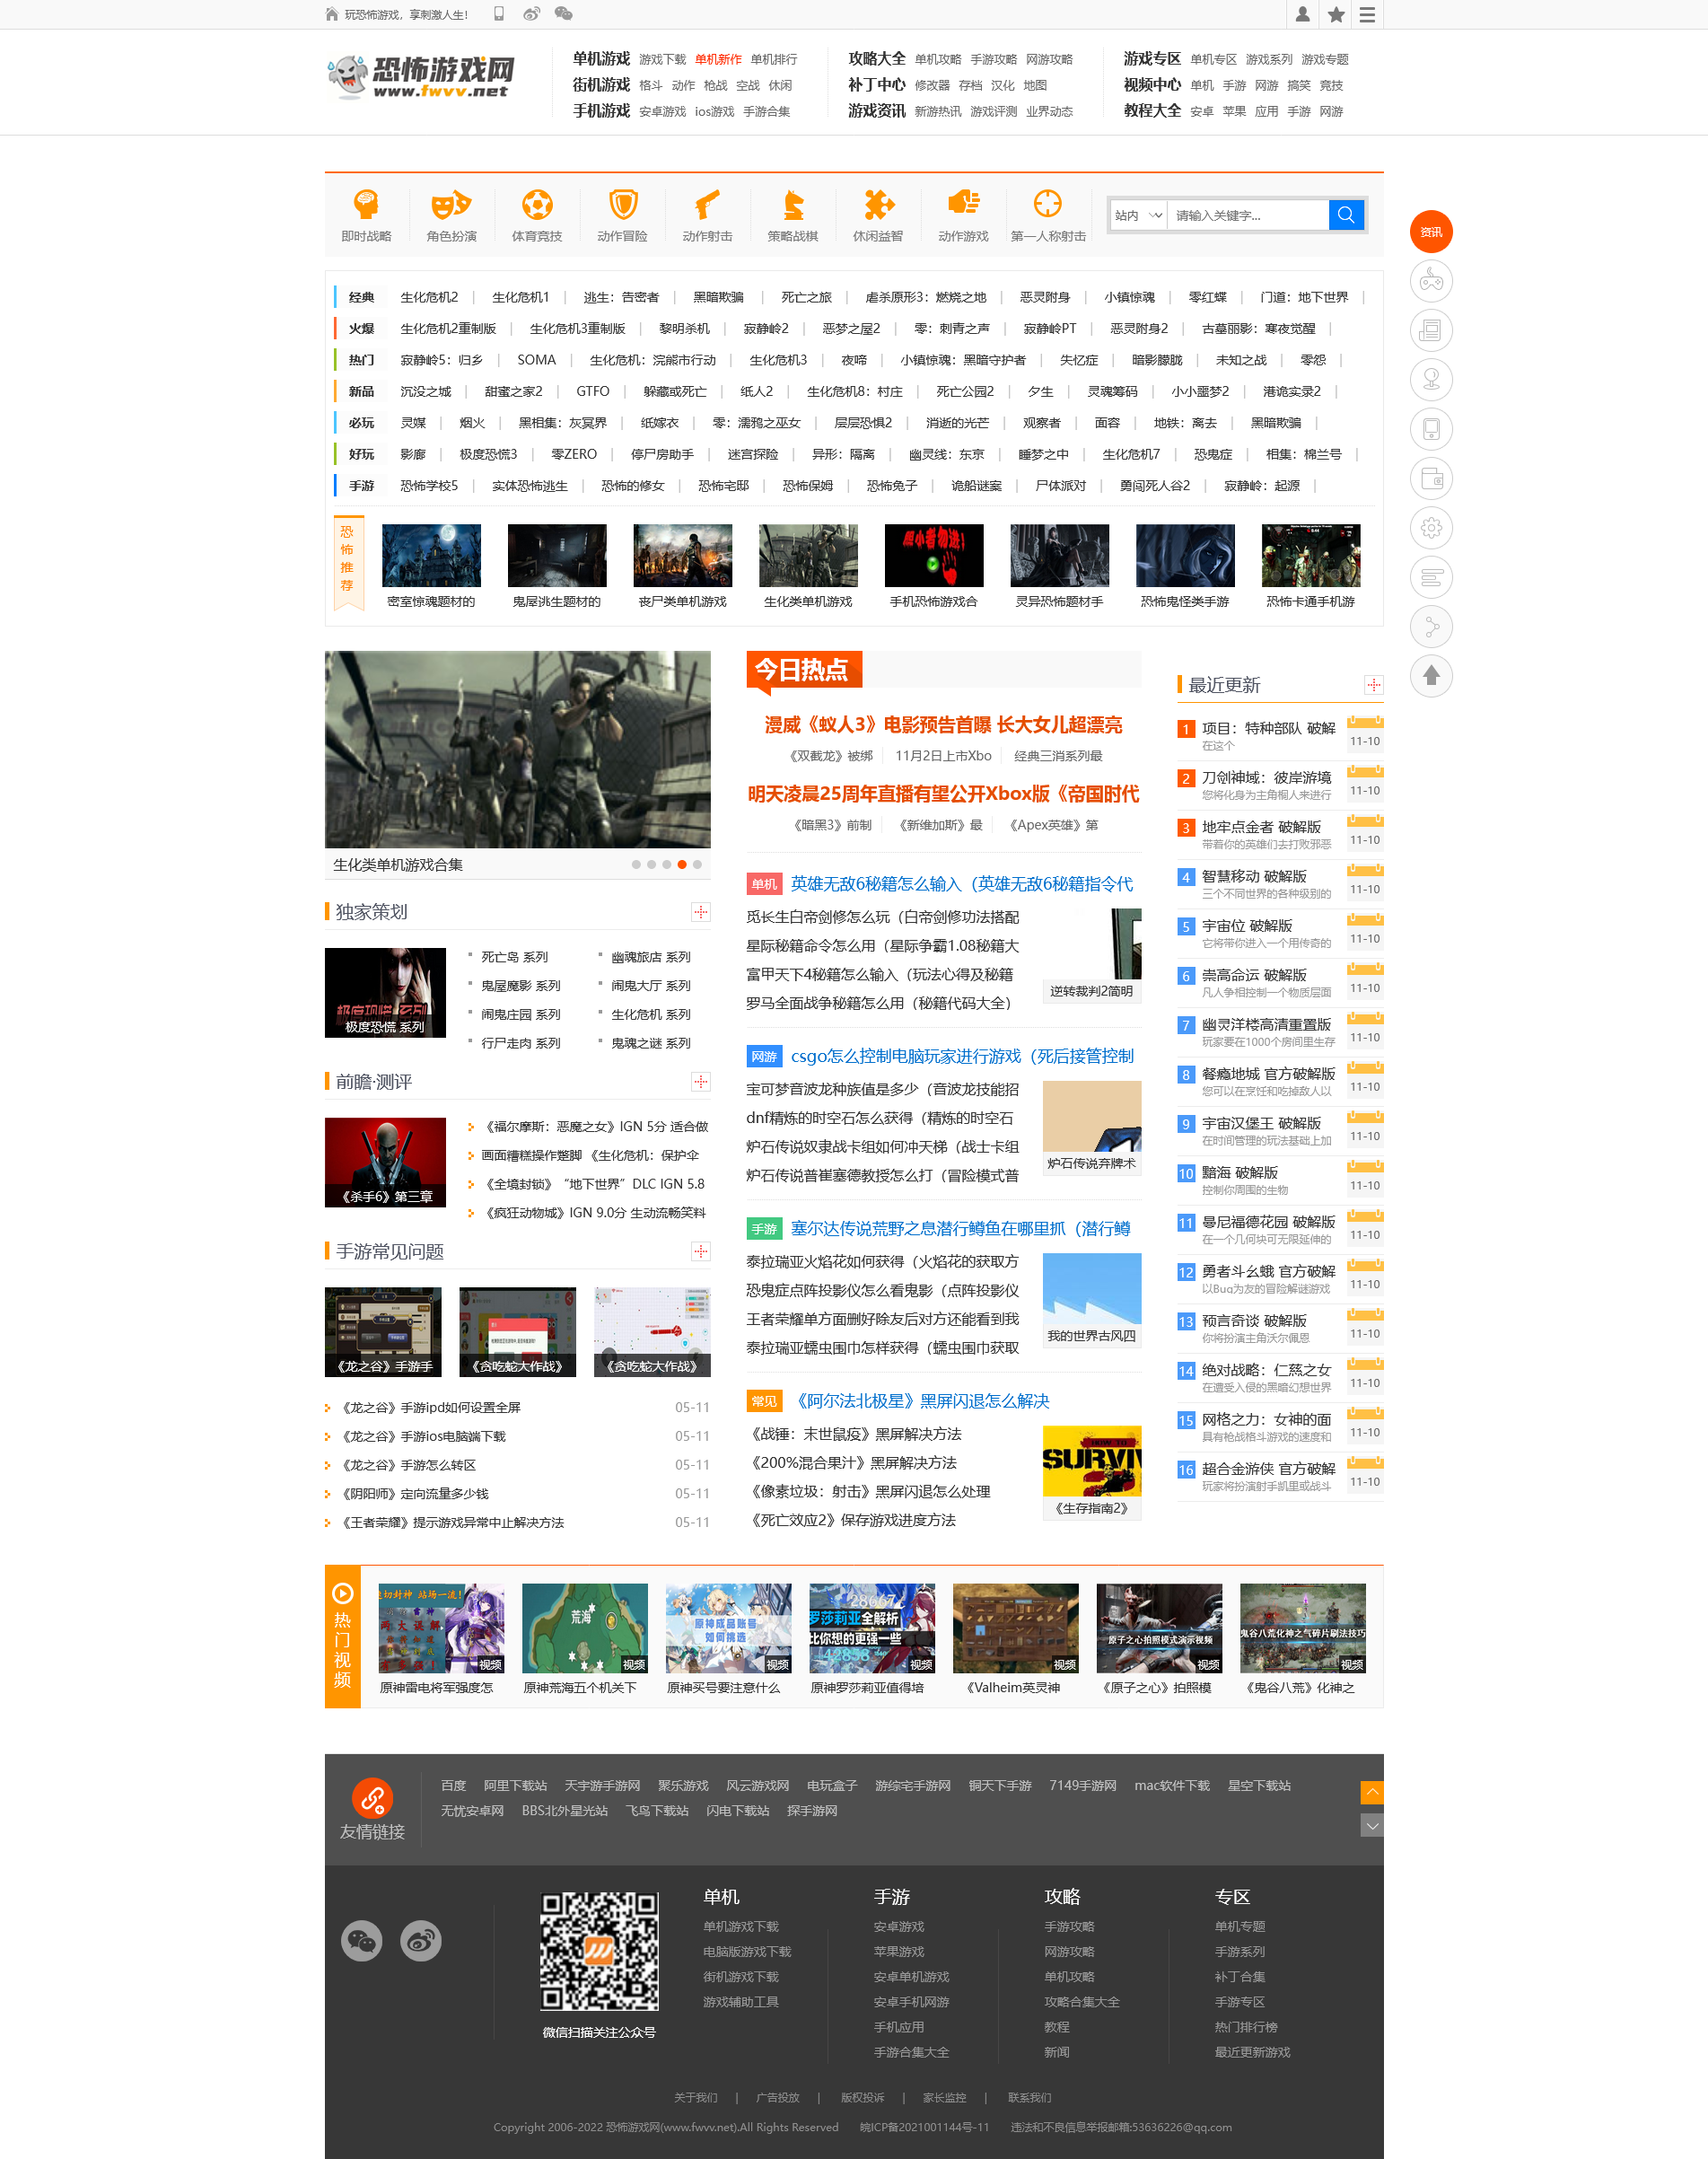 玩恐怖游戏，享刺激人生！
恐怖游戏网
www.fwvv.net
单机游戏 游戏下载 单机新作 单机排行
街机游戏 格斗 动作 枪战 空战 休闲
手机游戏 安卓游戏 ios游戏 手游合集
攻略大全 单机攻略 手游攻略 网游攻略
补丁中心 修改器 存档 汉化 地图
游戏资讯 新游热讯 游戏评测 业界动态
游戏专区 单机专区 游戏系列 游戏专题
视频中心 单机 手游 网游 搞笑 竞技
教程大全 安卓 苹果 应用 手游 网游
即时战略 角色扮演 体育竞技 动作冒险 动作射击 策略战棋 休闲益智 动作游戏 第一人称射击
站内 请输入关键字...
资讯
经典 生化危机2 | 生化危机1 | 逃生：告密者 | 黑暗欺骗 | 死亡之旅 | 虐杀原形3：燃烧之地 | 恶灵附身 | 小镇惊魂 | 零红蝶 | 门道：地下世界 |
火爆 生化危机2重制版 | 生化危机3重制版 | 黎明杀机 | 寂静岭2 | 恶梦之屋2 | 零：刺青之声 | 寂静岭PT | 恶灵附身2 | 古墓丽影：寒夜觉醒 |
热门 寂静岭5：归乡 | SOMA | 生化危机：浣熊市行动 | 生化危机3 | 夜啼 | 小镇惊魂：黑暗守护者 | 失忆症 | 暗影朦胧 | 未知之战 | 零怨 |
新品 沉没之城 | 甜蜜之家2 | GTFO | 躲藏或死亡 | 纸人2 | 生化危机8：村庄 | 死亡公园2 | 夕生 | 灵魂筹码 | 小小噩梦2 | 港诡实录2 |
必玩 灵媒 | 烟火 | 黑相集：灰冥界 | 纸嫁衣 | 零：濡鸦之巫女 | 层层恐惧2 | 消逝的光芒 | 观察者 | 面容 | 地铁：离去 | 黑暗欺骗 |
好玩 影廊 | 极度恐慌3 | 零ZERO | 停尸房助手 | 迷宫探险 | 异形：隔离 | 幽灵线：东京 | 睡梦之中 | 生化危机7 | 恐鬼症 | 相集：棉兰号 |
手游 恐怖学校5 | 实体恐怖逃生 | 恐怖的修女 | 恐怖宅邸 | 恐怖保姆 | 恐怖兔子 | 诡船谜案 | 尸体派对 | 勇闯死人谷2 | 寂静岭：起源 |
恐怖推荐
胆小者勿进！
密室惊魂题材的 鬼屋逃生题材的 丧尸类单机游戏 生化类单机游戏 手机恐怖游戏合 灵异恐怖题材手 恐怖鬼怪类手游 恐怖卡通手机游
生化类单机游戏合集
独家策划
极度恐慌 系列
极度恐慌 系列
死亡岛 系列 幽魂旅店 系列
鬼屋魔影 系列 闹鬼大厅 系列
闹鬼庄园 系列 生化危机 系列
行尸走肉 系列 鬼魂之谜 系列
前瞻·测评
《杀手6》第三章
《福尔摩斯：恶魔之女》IGN 5分 适合做
画面糟糕操作蹩脚 《生化危机：保护伞
《全境封锁》“地下世界”DLC IGN 5.8
《疯狂动物城》IGN 9.0分 生动流畅笑料
手游常见问题
《龙之谷》手游手 《贪吃蛇大作战》 《贪吃蛇大作战》
《龙之谷》手游ipd如何设置全屏 05-11
《龙之谷》手游ios电脑端下载 05-11
《龙之谷》手游怎么转区 05-11
《阴阳师》定向流量多少钱 05-11
《王者荣耀》提示游戏异常中止解决方法 05-11
今日热点
漫威《蚁人3》电影预告首曝 长大女儿超漂亮
《双截龙》被绑 11月2日上市Xbo 经典三消系列最
明天凌晨25周年直播有望公开Xbox版《帝国时代
《暗黑3》前制 《新维加斯》最 《Apex英雄》第
单机 英雄无敌6秘籍怎么输入（英雄无敌6秘籍指令代
觅长生白帝剑修怎么玩（白帝剑修功法搭配
星际秘籍命令怎么用（星际争霸1.08秘籍大
富甲天下4秘籍怎么输入（玩法心得及秘籍
罗马全面战争秘籍怎么用（秘籍代码大全）
逆转裁判2简明
网游 csgo怎么控制电脑玩家进行游戏（死后接管控制
宝可梦音波龙种族值是多少（音波龙技能招
dnf精炼的时空石怎么获得（精炼的时空石
炉石传说奴隶战卡组如何冲天梯（战士卡组
炉石传说普崔塞德教授怎么打（冒险模式普
炉石传说弃牌术
手游 塞尔达传说荒野之息潜行鳟鱼在哪里抓（潜行鳟
泰拉瑞亚火焰花如何获得（火焰花的获取方
恐鬼症点阵投影仪怎么看鬼影（点阵投影仪
王者荣耀单方面删好除友后对方还能看到我
泰拉瑞亚蠕虫围巾怎样获得（蠕虫围巾获取
我的世界古风四
常见 《阿尔法北极星》黑屏闪退怎么解决
《战锤：末世鼠疫》黑屏解决方法
《200%混合果汁》黑屏解决方法
《像素垃圾：射击》黑屏闪退怎么处理
《死亡效应2》保存游戏进度方法
HOW TO
SURVIV
《生存指南2》
最近更新
1 项目：特种部队 破解 11-10
在这个
2 刀剑神域：彼岸游境 11-10
您将化身为主角桐人来进行
3 地牢点金者 破解版 11-10
带着你的英雄们去打败邪恶
4 智慧移动 破解版 11-10
三个不同世界的各种级别的
5 宇宙位 破解版 11-10
它将带你进入一个用传奇的
6 崇高命运 破解版 11-10
凡人争相控制一个物质层面
7 幽灵洋楼高清重置版 11-10
玩家要在1000个房间里生存
8 餐瘾地城 官方破解版 11-10
您可以在烹饪和吃掉敌人以
9 宇宙汉堡王 破解版 11-10
在时间管理的玩法基础上加
10 黯海 破解版 11-10
控制你周围的生物
11 曼尼福德花园 破解版 11-10
在一个几何块可无限延伸的
12 勇者斗幺蛾 官方破解 11-10
以Bug为友的冒险解谜游戏
13 预言奇谈 破解版 11-10
你将扮演主角沃尔佩恩
14 绝对战略：仁慈之女 11-10
在遭受入侵的黑暗幻想世界
15 网格之力：女神的面 11-10
具有枪战格斗游戏的速度和
16 超合金游侠 官方破解 11-10
玩家将扮演射手凯里或战斗
热门视频
荒海
原神成品账号
如何挑选
28667
罗莎莉亚全解析
比你想的更强一些
42858
原子之心拍照模式演示视频
鬼谷八荒化神之气碎片刷法技巧
视频 视频 视频 视频 视频 视频 视频
原神雷电将军强度怎 原神荒海五个机关下 原神买号要注意什么 原神罗莎莉亚值得培 《Valheim英灵神 《原子之心》拍照模 《鬼谷八荒》化神之
友情链接
百度 阿里下载站 天宇游手游网 聚乐游戏 风云游戏网 电玩盒子 游综宅手游网 铜天下手游 7149手游网 mac软件下载 星空下载站
无忧安卓网 BBS北外星光站 飞鸟下载站 闪电下载站 探手游网
微信扫描关注公众号
单机
单机游戏下载
电脑版游戏下载
街机游戏下载
游戏辅助工具
手游
安卓游戏
苹果游戏
安卓单机游戏
安卓手机网游
手机应用
手游合集大全
攻略
手游攻略
网游攻略
单机攻略
攻略合集大全
教程
新闻
专区
单机专题
手游系列
补丁合集
手游专区
热门排行榜
最近更新游戏
关于我们 | 广告投放 | 版权投诉 | 家长监控 | 联系我们
Copyright 2006-2022 恐怖游戏网(www.fwvv.net).All Rights Reserved 皖ICP备2021001144号-11 违法和不良信息举报邮箱:53636226@qq.com